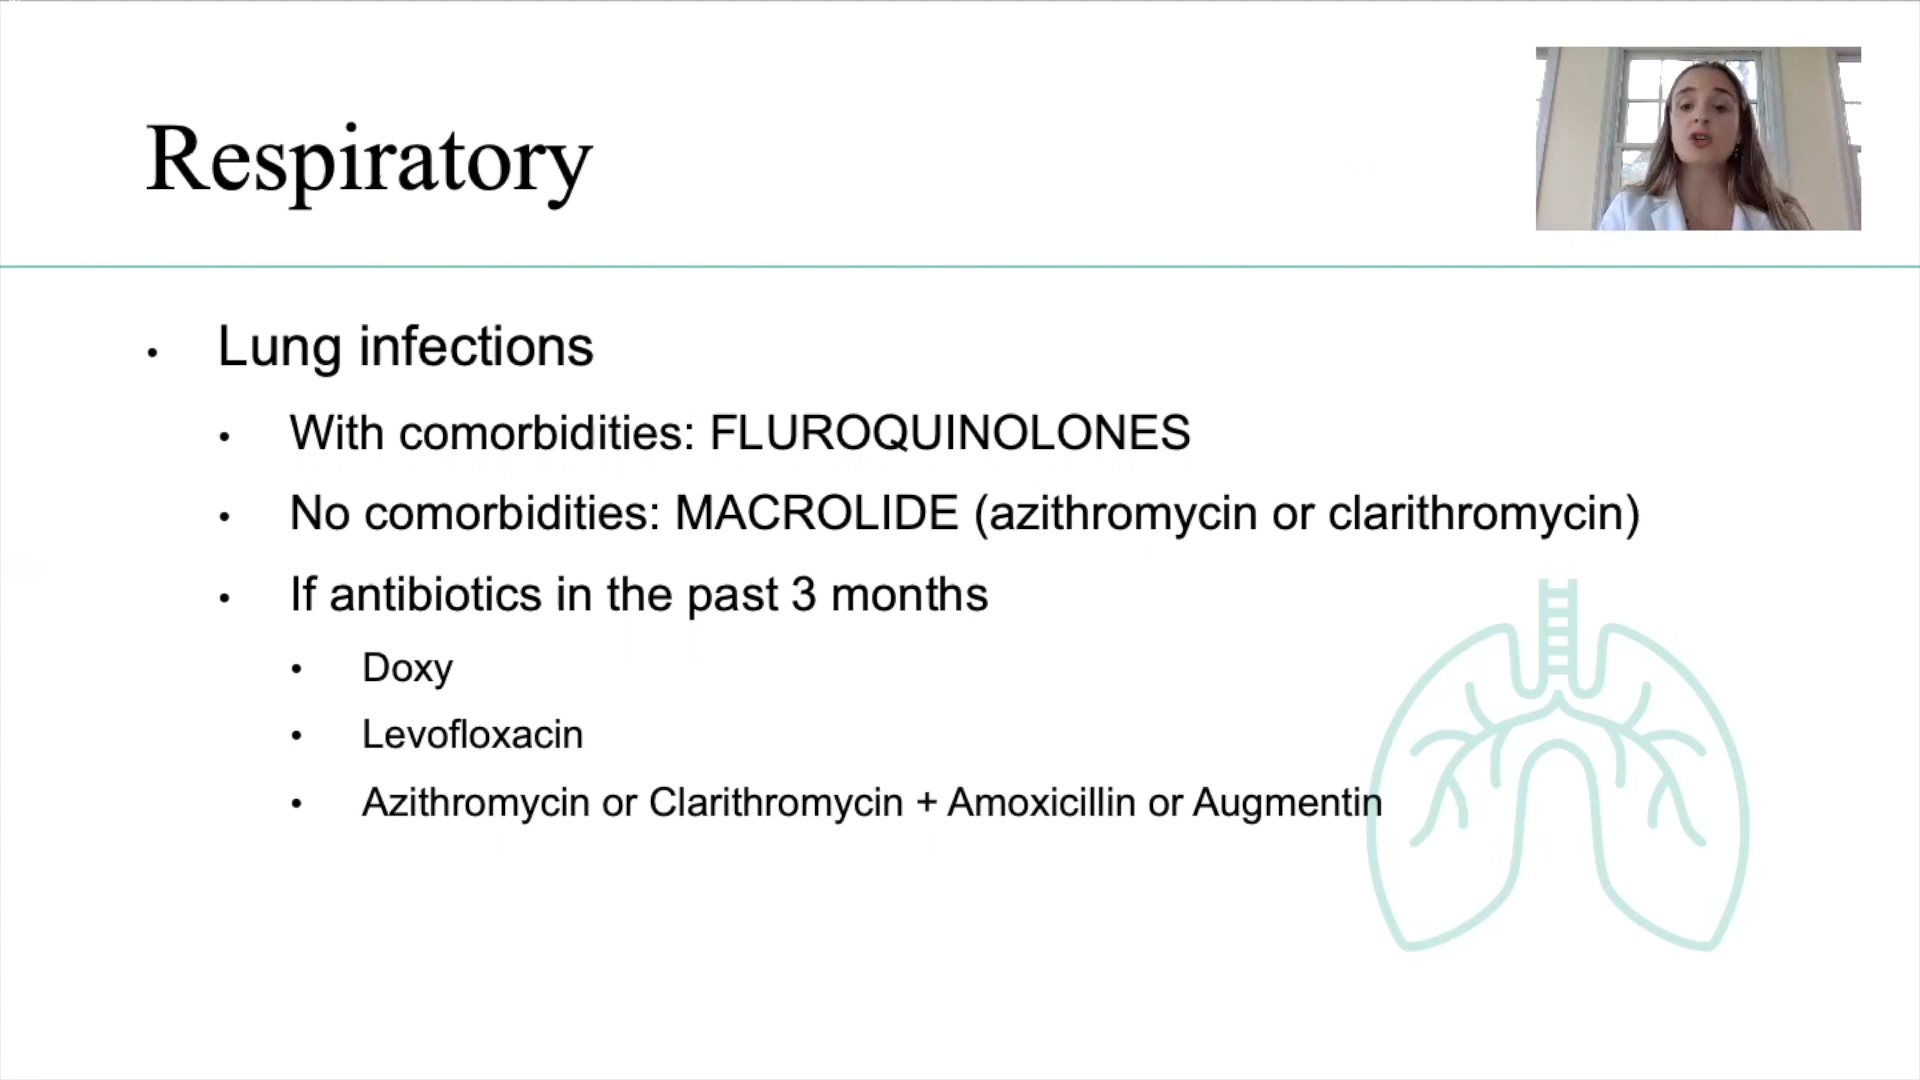 Respiratory
• Lung infections
• With comorbidities: FLUROQUINOLONES
• No comorbidities: MACROLIDE (azithromycin or clarithromycin)
• If antibiotics in the past 3 months
• Doxy
• Levofloxacin
• Azithromycin or Clarithromycin + Amoxicillin or Augmentin